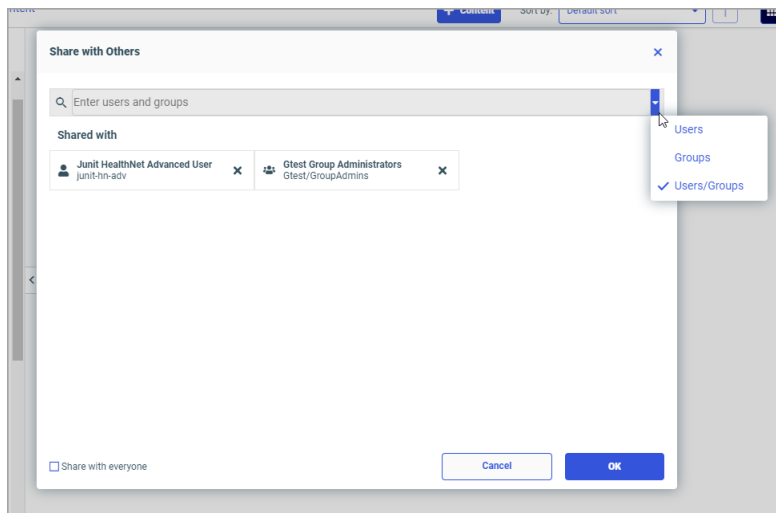 + Content
Sort by:
Default sort
Share with Others
Enter users and groups
Users
Groups
Users/Groups
Shared with
Junit HealthNet Advanced User
junit-hn-adv
Gtest Group Administrators
Gtest/GroupAdmins
Share with everyone
Cancel
OK